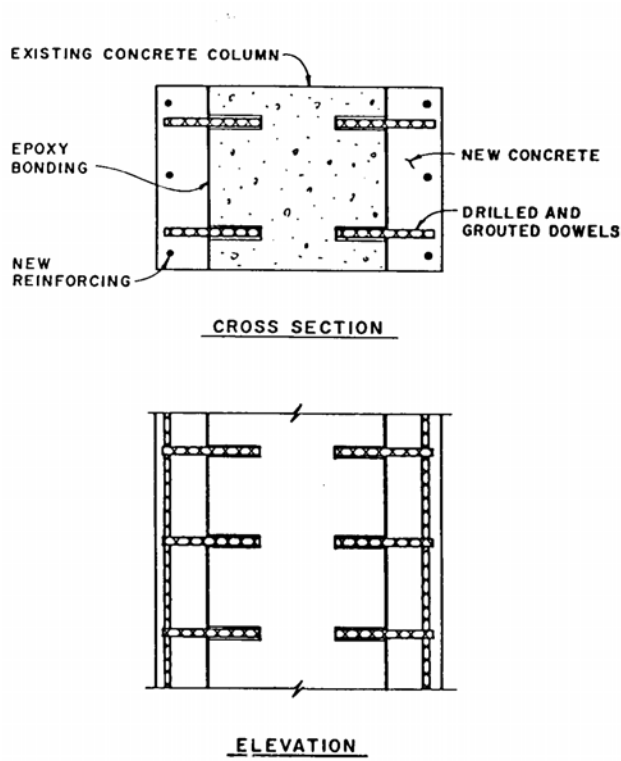 EXISTING CONCRETE COLUMN
EPOXY
BONDING
NEW CONCRETE
DRILLED AND
GROUTED DOWELS
NEW
REINFORCING
CROSS SECTION
ELEVATION